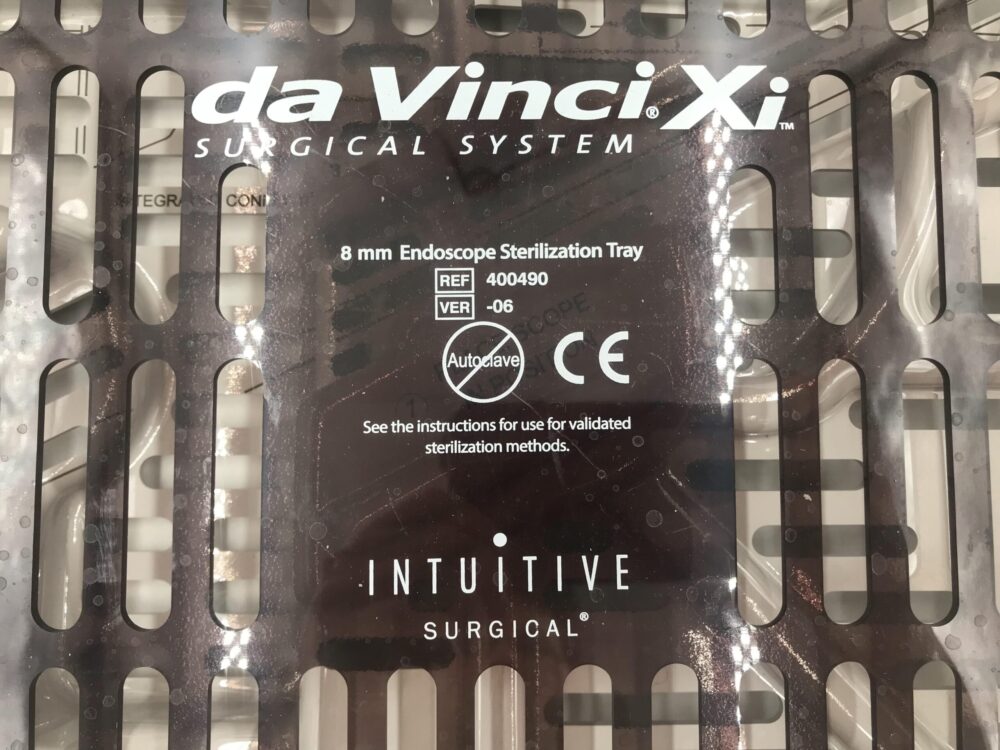 da Vinci® Xi™
SURGICAL SYSTEM
8 mm Endoscope Sterilization Tray
REF 400490
VER -06
Autoclave
CE
See the instructions for use for validated
sterilization methods.
INTUITIVE
SURGICAL®